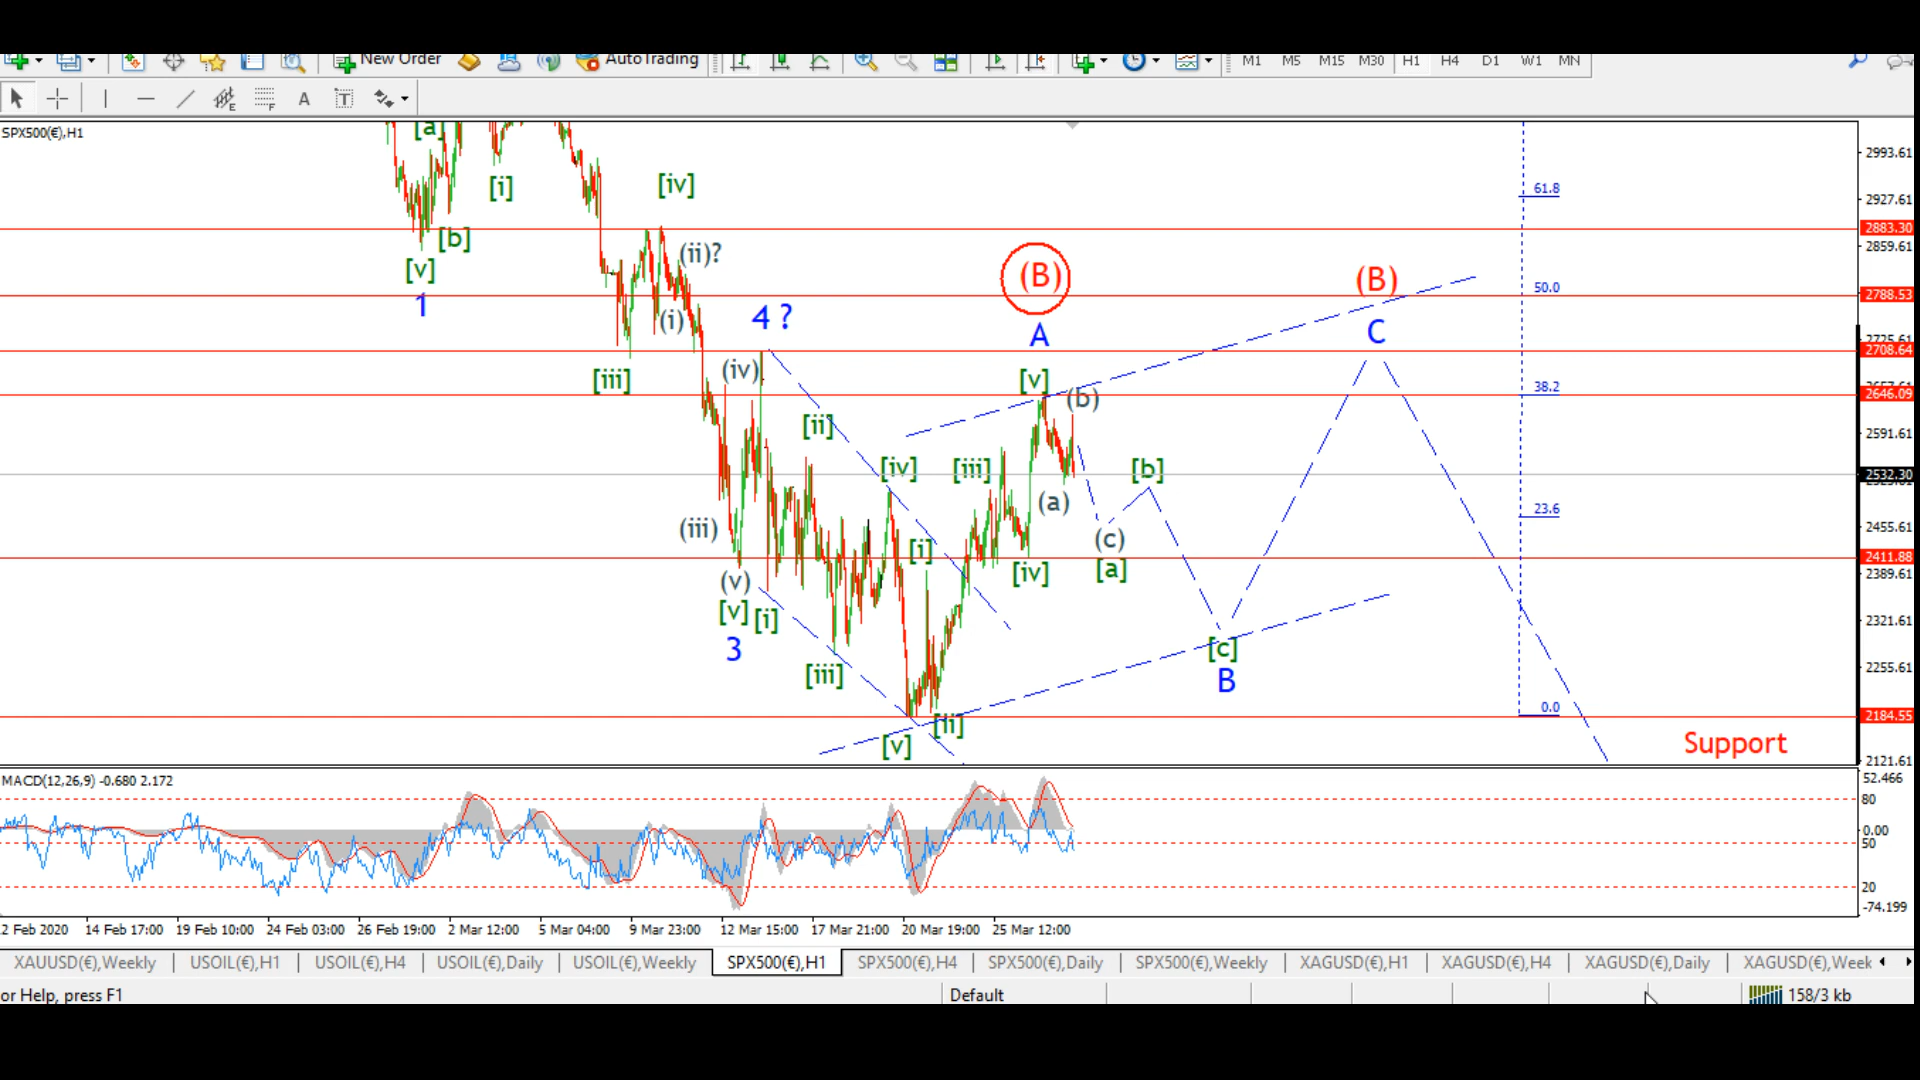 New Order AutoTrading M1 M5 M15 M30 H1 H4 D1 W1 MN
E F A T
SPX500(€),H1
[a]
[i]
[b]
[v]
1
[iv]
(ii)?
(i)
[iii]
4 ?
(iv)
(iii)
(v)
[v]
[i]
3
[ii]
[iii]
[iv]
[i]
[v]
[ii]
[iii]
[iv]
(B)
A
[v]
(b)
(a)
(c)
[a]
[b]
[c]
B
(B)
C
61.8
50.0
38.2
23.6
0.0
Support
2993.61
2927.61
2883.30
2859.61
2788.53
2725.61
2708.64
2646.09
2591.61
2532.30
2455.61
2411.88
2389.61
2321.61
2255.61
2184.55
2121.61
MACD(12,26,9) -0.680 2.172
52.466
80
0.00
50
20
-74.199
2 Feb 2020 14 Feb 17:00 19 Feb 10:00 24 Feb 03:00 26 Feb 19:00 2 Mar 12:00 5 Mar 04:00 9 Mar 23:00 12 Mar 15:00 17 Mar 21:00 20 Mar 19:00 25 Mar 12:00
XAUUSD(€),Weekly USOIL(€),H1 USOIL(€),H4 USOIL(€),Daily USOIL(€),Weekly SPX500(€),H1 SPX500(€),H4 SPX500(€),Daily SPX500(€),Weekly XAGUSD(€),H1 XAGUSD(€),H4 XAGUSD(€),Daily XAGUSD(€),Week
or Help, press F1 Default 158/3 kb